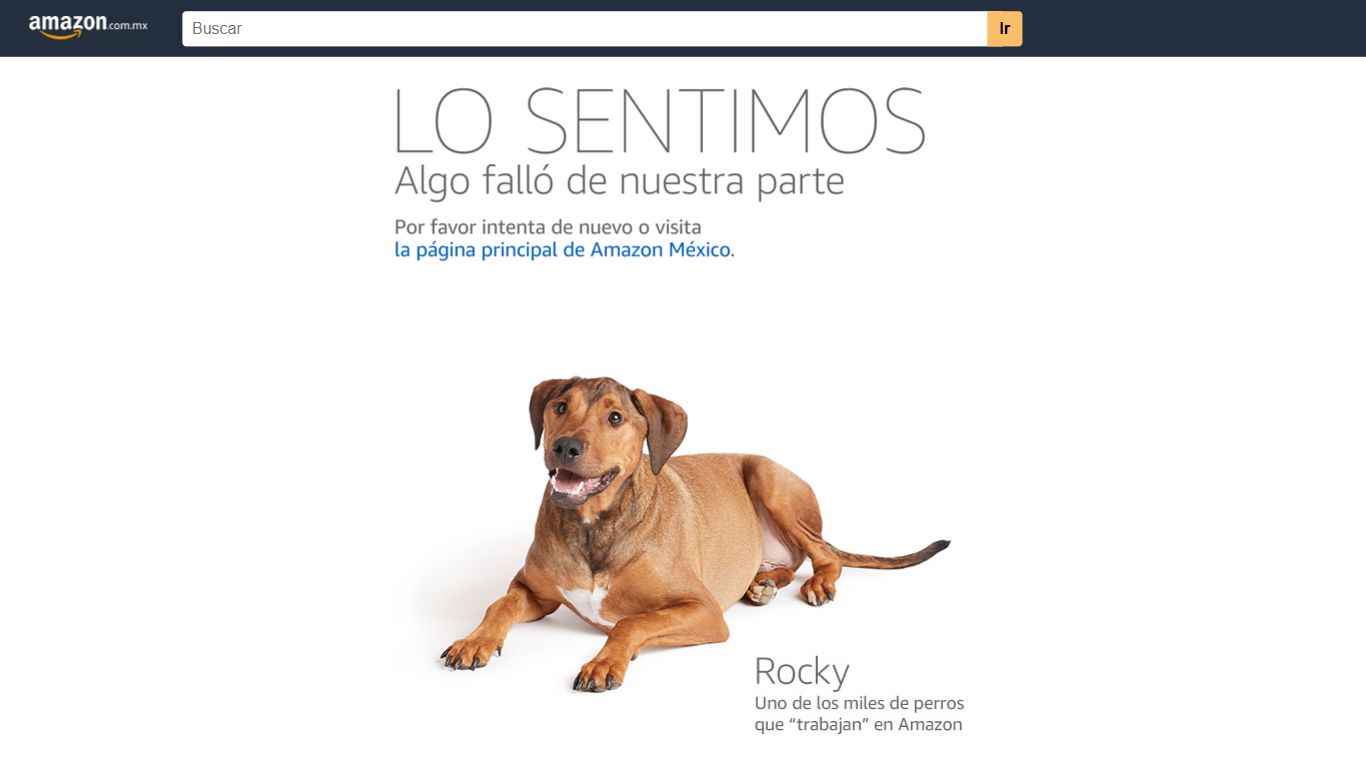 amazon.com.mx
Buscar
Ir
LO SENTIMOS
Algo falló de nuestra parte
Por favor intenta de nuevo o visita
la página principal de Amazon México.
Rocky
Uno de los miles de perros
que “trabajan” en Amazon